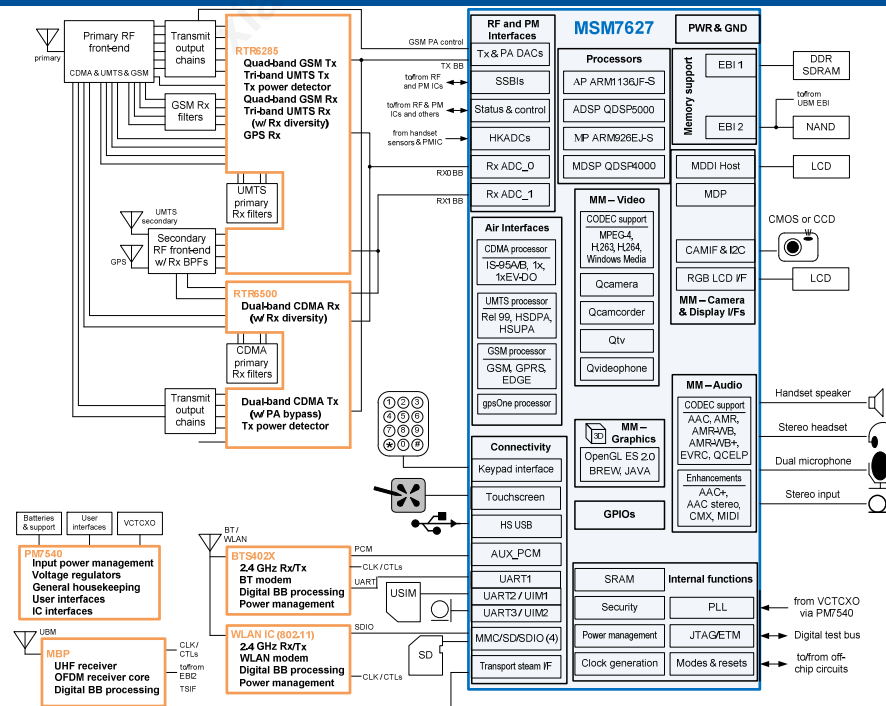 Primary RF
front-end
primary
CDMA & UMTS & GSM
Transmit
output
chains
GSM Rx
filters
RTR6285
Quad-band GSM Tx
Tri-band UMTS Tx
Tx power detector
Quad-band GSM Rx
Tri-band UMTS Rx
(w/ Rx diversity)
GPS Rx
UMTS
primary
Rx filters
UMTS
secondary
Secondary
RF front-end
w/ Rx BPFs
GPS
RTR6500
Dual-band CDMA Rx
(w/ Rx diversity)
CDMA
primary
Rx filters
Transmit
output
chains
Dual-band CDMA Tx
(w/ PA bypass)
Tx power detector
GSM PA control
TX BB
to/from RF
and PM ICs
to/from RF & PM
ICs and others
from handset
sensors & PMIC
RX0 BB
RX1 BB
MSM7627
PWR & GND
RF and PM
Interfaces
Tx & PA DACs
SSBIs
Status & control
HKADCs
Rx ADC_0
Rx ADC_1
Processors
AP ARM1136JF-S
ADSP QDSP5000
MP ARM926EJ-S
MDSP QDSP4000
Memory support
EBI 1
EBI 2
DDR
SDRAM
to/from
UBM EBI
NAND
MDDI Host
MDP
CAMIF & I2C
RGB LCD I/F
MM – Camera
& Display I/Fs
LCD
CMOS or CCD
LCD
Air Interfaces
CDMA processor
IS-95A/B, 1x,
1xEV-DO
UMTS processor
Rel 99, HSDPA,
HSUPA
GSM processor
GSM, GPRS,
EDGE
gpsOne processor
MM – Video
CODEC support
MPEG-4,
H.263, H.264,
Windows Media
Qcamera
Qcamcorder
Qtv
Qvideophone
3D
MM –
Graphics
OpenGL ES 2.0
BREW, JAVA
GPIOs
MM – Audio
CODEC support
AAC, AMR,
AMR-WB,
AMR-WB+,
EVRC, QCELP
Enhancements
AAC+,
AAC stereo,
CMX, MIDI
Handset speaker
Stereo headset
Dual microphone
Stereo input
1 2 3
4 5 6
7 8 9
* 0 #
Connectivity
Keypad interface
Touchscreen
HS USB
AUX_PCM
UART1
UART2 / UIM1
UART3 / UIM2
MMC/SD/SDIO (4)
Transport steam I/F
SRAM
Internal functions
Security
PLL
Power management
JTAG/ETM
Clock generation
Modes & resets
from VCTCXO
via PM7540
Digital test bus
to/from off-
chip circuits
Batteries
& support
User
interfaces
VCTCXO
PM7540
Input power management
Voltage regulators
General housekeeping
User interfaces
IC interfaces
UBM
MBP
UHF receiver
OFDM receiver core
Digital BB processing
CLK /
CTLs
to/from
EBI2
TSIF
BT /
WLAN
BTS402X
2.4 GHz Rx/Tx
BT modem
Digital BB processing
Power management
PCM
CLK / CTLs
UART
USIM
WLAN IC (802.11)
2.4 GHz Rx/Tx
WLAN modem
Digital BB processing
Power management
SDIO
SD
CLK / CTLs